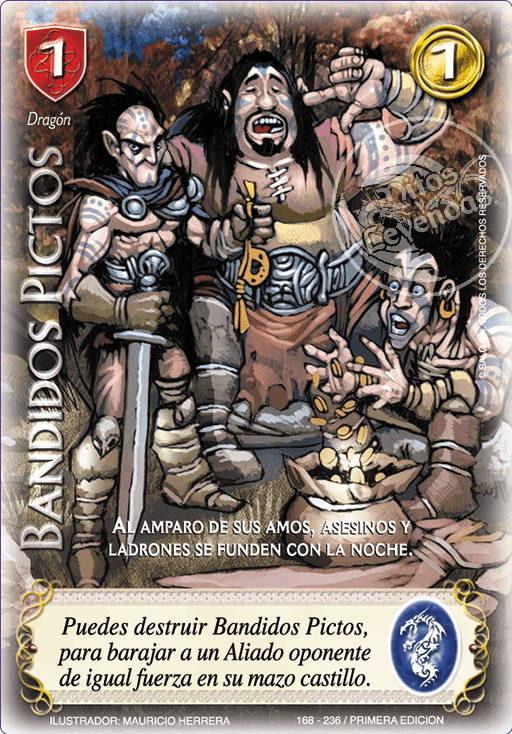 1
1
Dragón
BANDIDOS PICTOS
Mitos
y
Leyendas
AL AMPARO DE SUS AMOS, ASESINOS Y
LADRONES SE FUNDEN CON LA NOCHE.
Puedes destruir Bandidos Pictos,
para barajar a un Aliado oponente
de igual fuerza en su mazo castillo.
ILUSTRADOR: MAURICIO HERRERA 168 - 236 / PRIMERA EDICION
TODOS LOS DERECHOS RESERVADOS